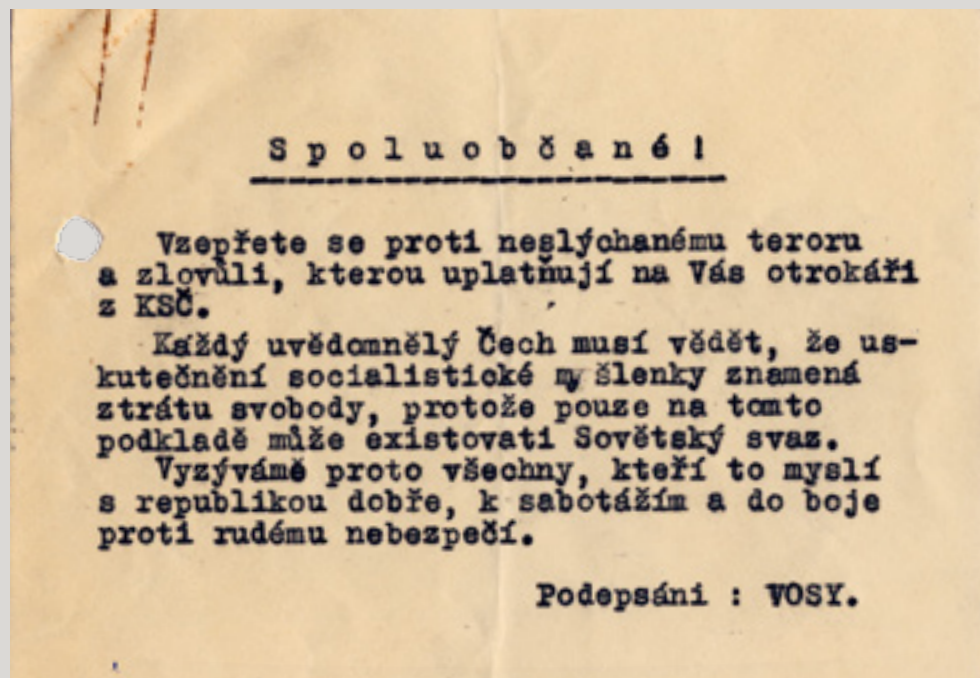 Spoluobčané!
Vzepřete se proti neslýchanému teroru
a zlovůli, kterou uplatňují na Vás otrokáři
z KSČ.
Každý uvědomnělý Čech musí vědět, že us-
kutečnění socialistické myšlenky znamená
ztrátu svobody, protože pouze na tomto
podkladě může existovati Sovětský svaz.
Vyzýváme proto všechny, kteří to myslí
s republikou dobře, k sabotážím a do boje
proti rudému nebezpečí.
Podepsáni : VOSY.